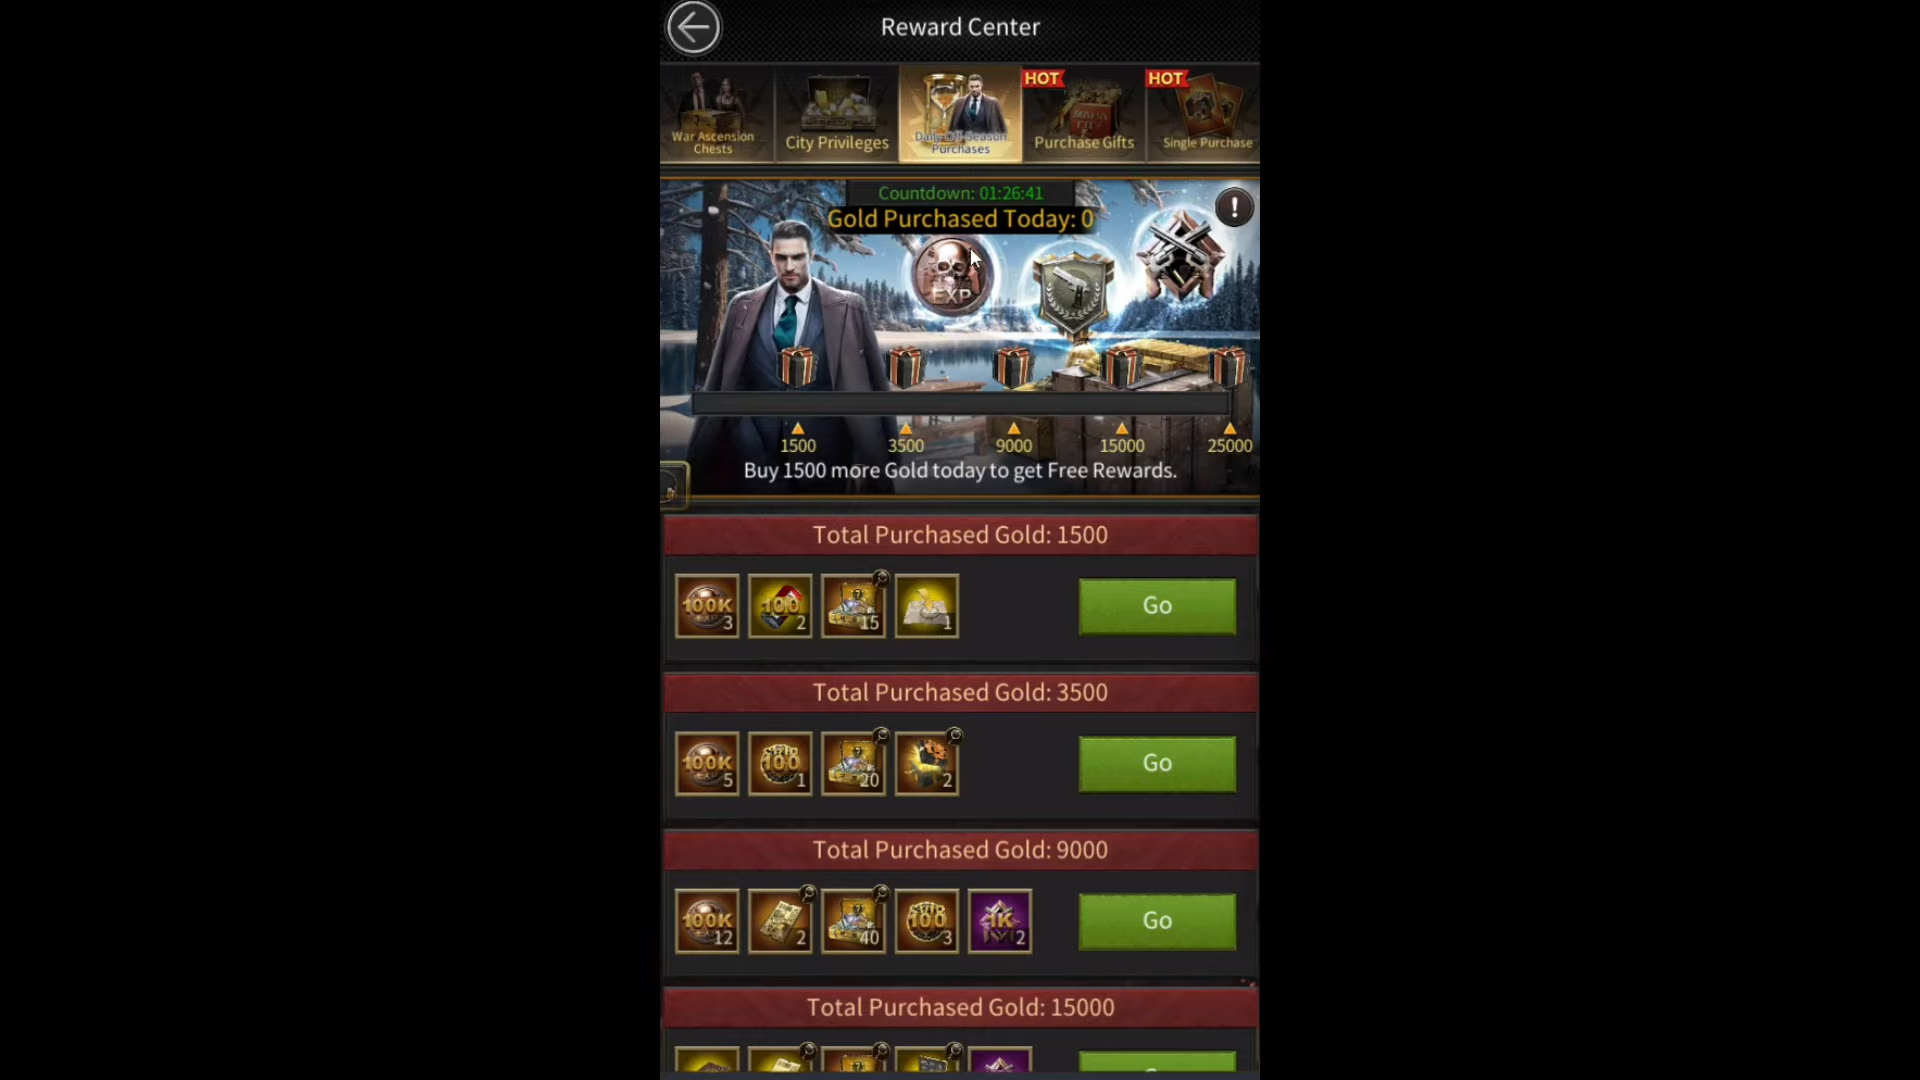 Reward Center
War Ascension
Chests
City Privileges
Daily Off-Season
Purchases
HOT
Purchase Gifts
HOT
Single Purchase
Countdown: 01:26:41
Gold Purchased Today: 0
EXP
1500
3500
9000
15000
25000
Buy 1500 more Gold today to get Free Rewards.
Total Purchased Gold: 1500
100K
3
100
2
15
1
Go
Total Purchased Gold: 3500
100K
5
100
1
20
2
Go
Total Purchased Gold: 9000
100K
12
2
40
100
3
1K
2
Go
Total Purchased Gold: 15000